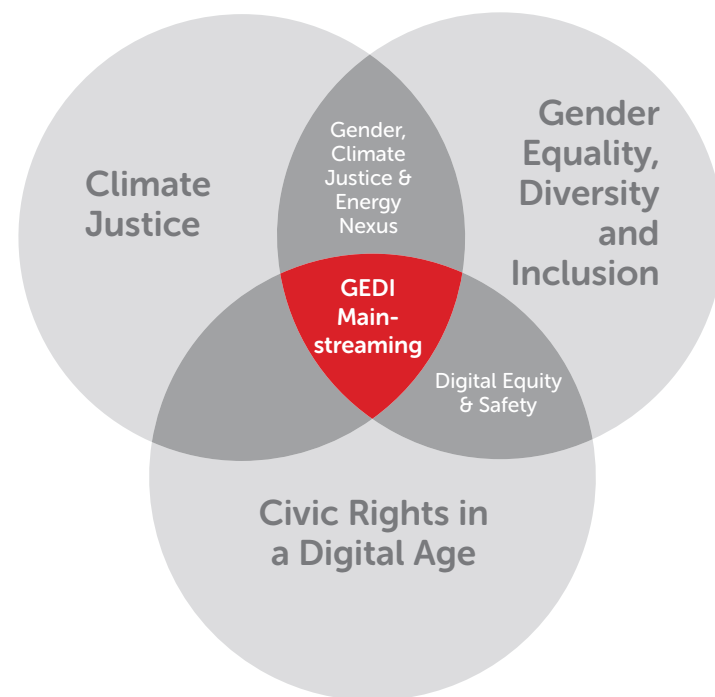 Climate
Justice
Gender,
Climate
Justice &
Energy
Nexus
Gender
Equality,
Diversity
and
Inclusion
GEDI
Main-
streaming
Digital Equity
& Safety
Civic Rights in
a Digital Age